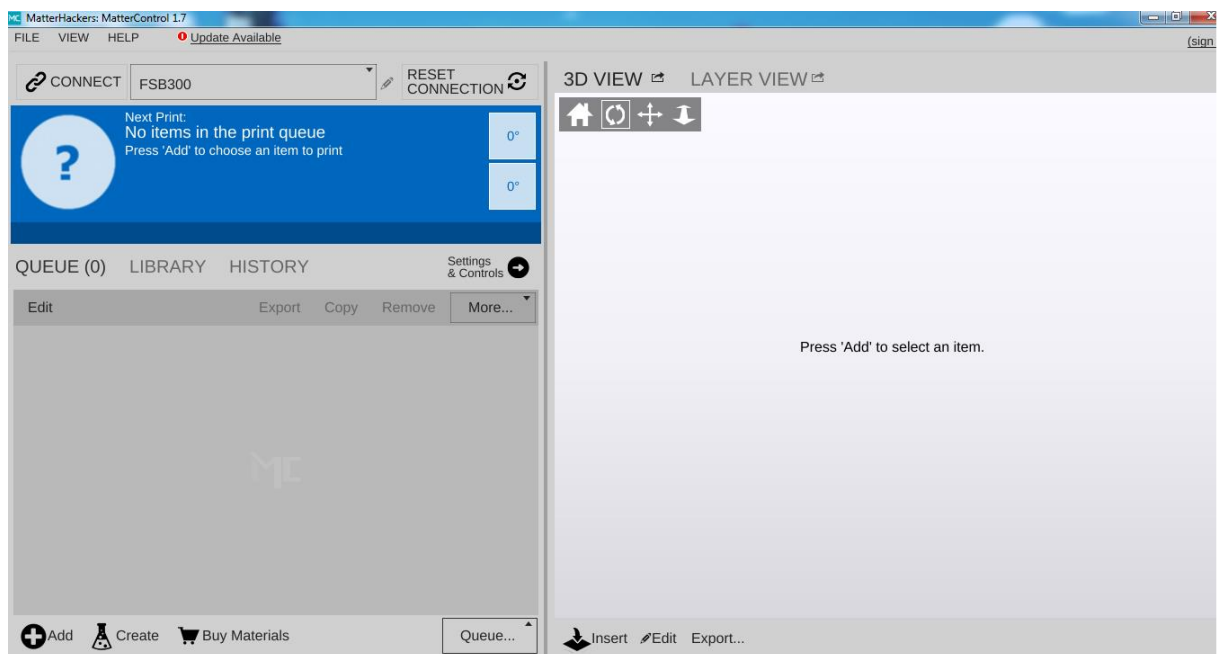 MC MatterHackers: MatterControl 1.7
FILE VIEW HELP Update Available
(sign
CONNECT FSB300
RESET
CONNECTION
Next Print:
No items in the print queue
Press 'Add' to choose an item to print
0°
0°
QUEUE (0) LIBRARY HISTORY
Settings
& Controls
Edit Export Copy Remove More...
MC
Add Create Buy Materials Queue...
3D VIEW LAYER VIEW
Press 'Add' to select an item.
Insert Edit Export...